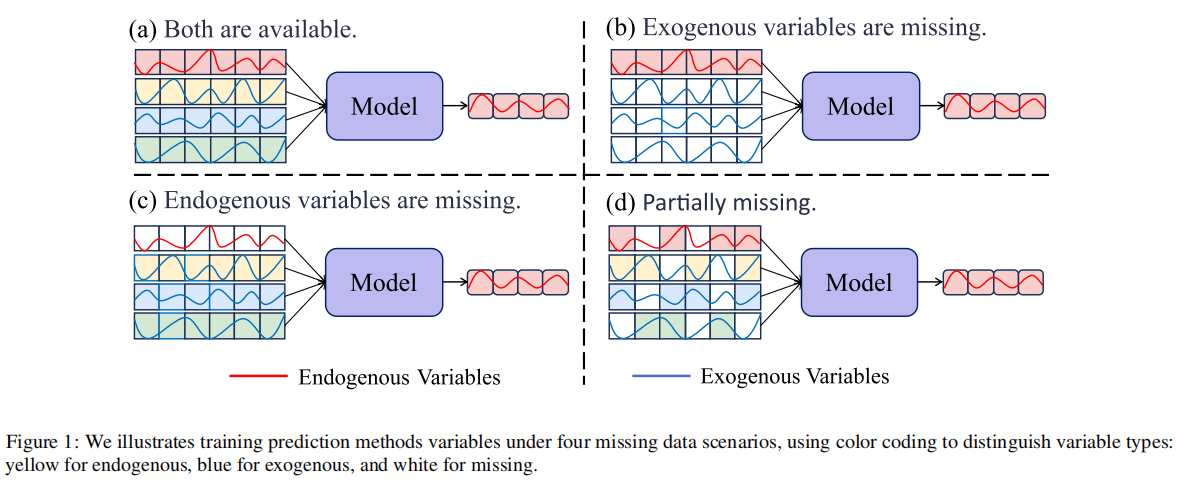 (a) Both are available.
(b) Exogenous variables are missing.
Model
Model
(c) Endogenous variables are missing.
(d) Partially missing.
Model
Model
Endogenous Variables
Exogenous Variables
Figure 1: We illustrates training prediction methods variables under four missing data scenarios, using color coding to distinguish variable types:
yellow for endogenous, blue for exogenous, and white for missing.